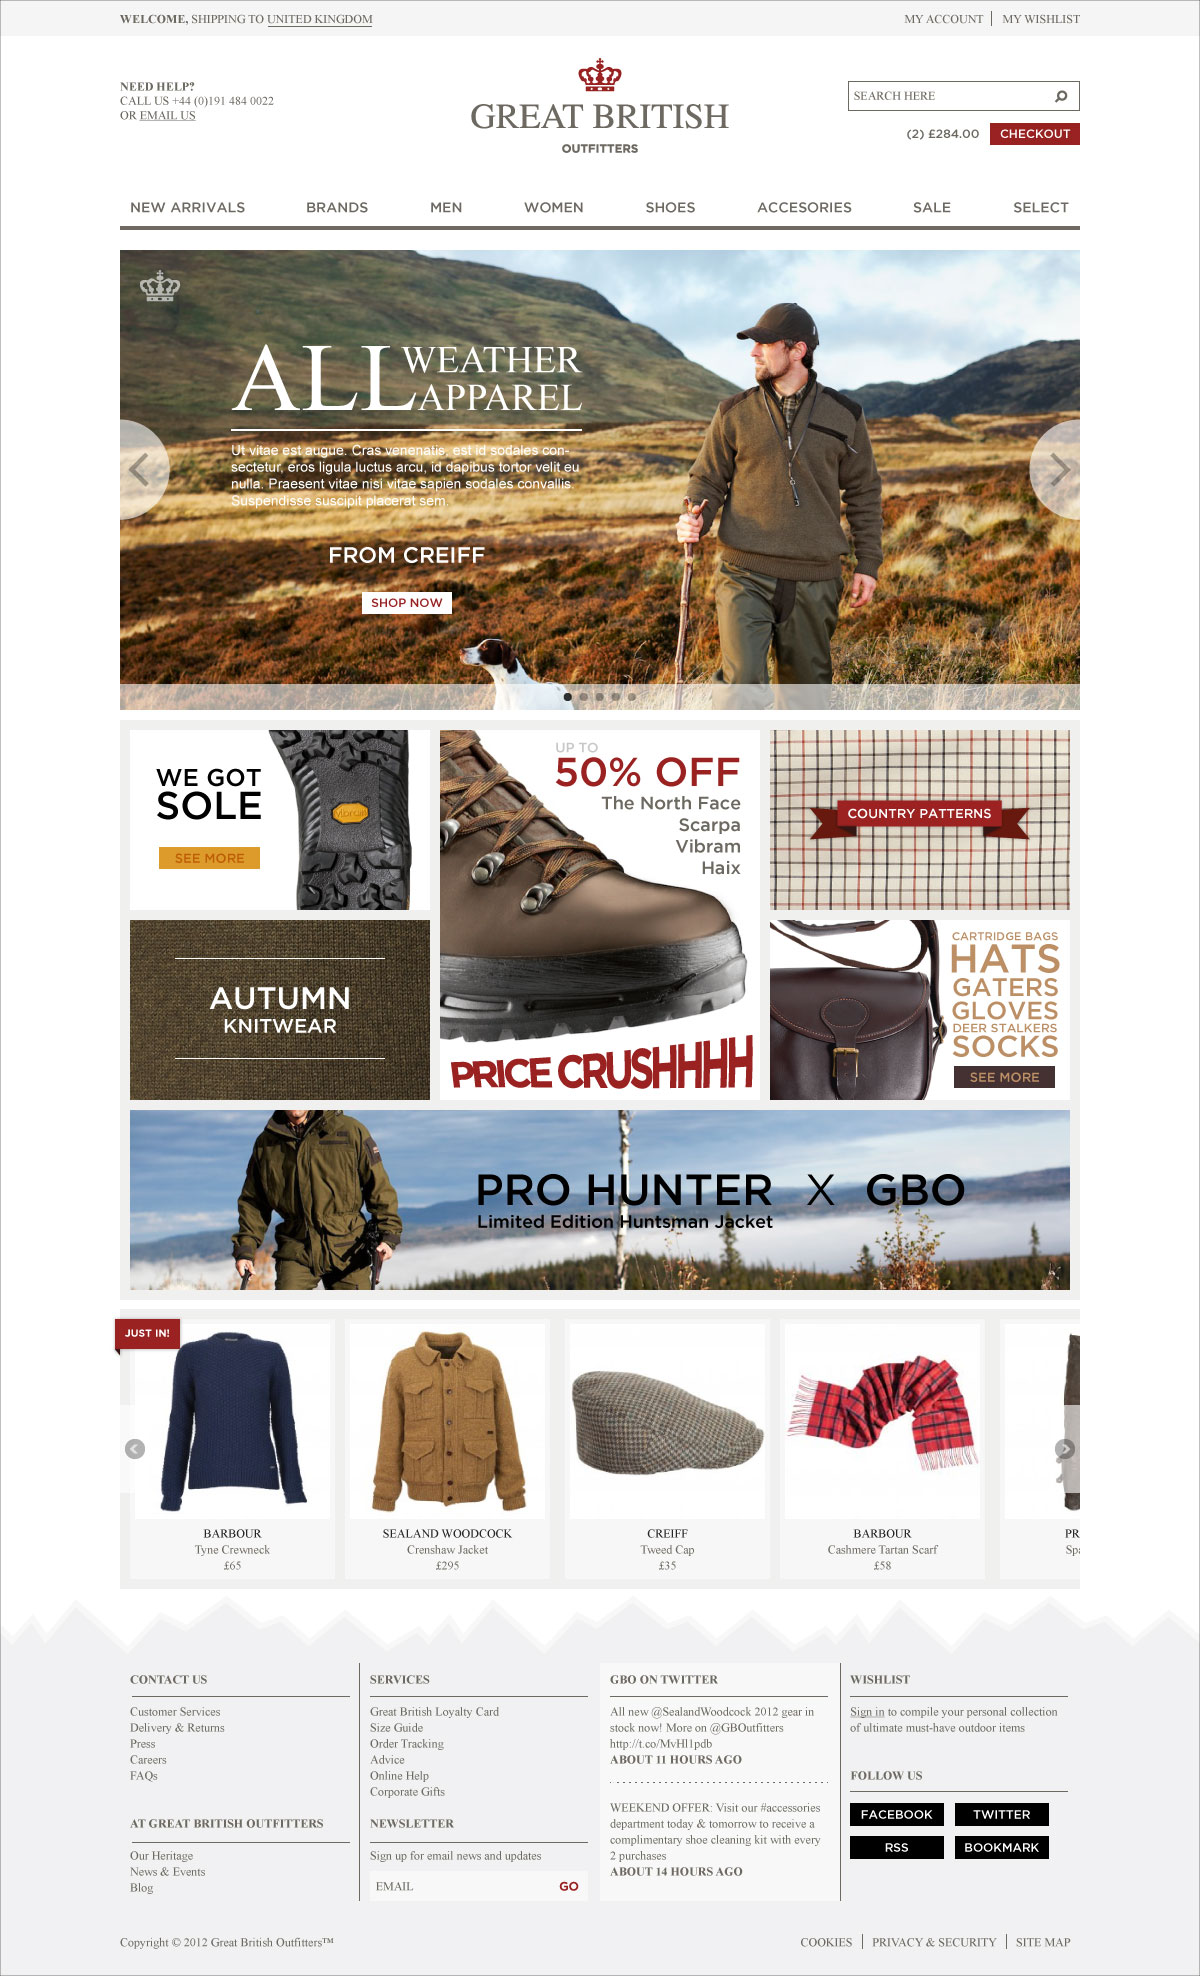 WELCOME, SHIPPING TO UNITED KINGDOM
MY ACCOUNT
MY WISHLIST
NEED HELP?
CALL US +44 (0)191 484 0022
OR EMAIL US
GREAT BRITISH
OUTFITTERS
SEARCH HERE
(2) £284.00
CHECKOUT
NEW ARRIVALS
BRANDS
MEN
WOMEN
SHOES
ACCESORIES
SALE
SELECT
ALL WEATHER
APPAREL
Ut vitae est augue. Cras venenatis, est id sodales con-
sectetur, eros ligula luctus arcu, id dapibus tortor velit eu
nulla. Praesent vitae nisi vitae sapien sodales convallis.
Suspendisse suscipit placerat sem.
FROM CREIFF
SHOP NOW
WE GOT
SOLE
SEE MORE
vibram
UP TO
50% OFF
The North Face
Scarpa
Vibram
Haix
PRICE CRUSHHHH
COUNTRY PATTERNS
AUTUMN
KNITWEAR
CARTRIDGE BAGS
HATS
GATERS
GLOVES
DEER STALKERS
SOCKS
SEE MORE
PRO HUNTER X GBO
Limited Edition Huntsman Jacket
JUST IN!
BARBOUR
Tyne Crewneck
£65
SEALAND WOODCOCK
Crenshaw Jacket
£295
CREIFF
Tweed Cap
£35
BARBOUR
Cashmere Tartan Scarf
£58
PR
Spa
CONTACT US
Customer Services
Delivery & Returns
Press
Careers
FAQs
AT GREAT BRITISH OUTFITTERS
Our Heritage
News & Events
Blog
SERVICES
Great British Loyalty Card
Size Guide
Order Tracking
Advice
Online Help
Corporate Gifts
NEWSLETTER
Sign up for email news and updates
EMAIL
GO
GBO ON TWITTER
All new @SealandWoodcock 2012 gear in
stock now! More on @GBOutfitters
http://t.co/MvHl1pdb
ABOUT 11 HOURS AGO
WEEKEND OFFER: Visit our #accessories
department today & tomorrow to receive a
complimentary shoe cleaning kit with every
2 purchases
ABOUT 14 HOURS AGO
WISHLIST
Sign in to compile your personal collection
of ultimate must-have outdoor items
FOLLOW US
FACEBOOK
TWITTER
RSS
BOOKMARK
Copyright © 2012 Great British Outfitters™
COOKIES
PRIVACY & SECURITY
SITE MAP